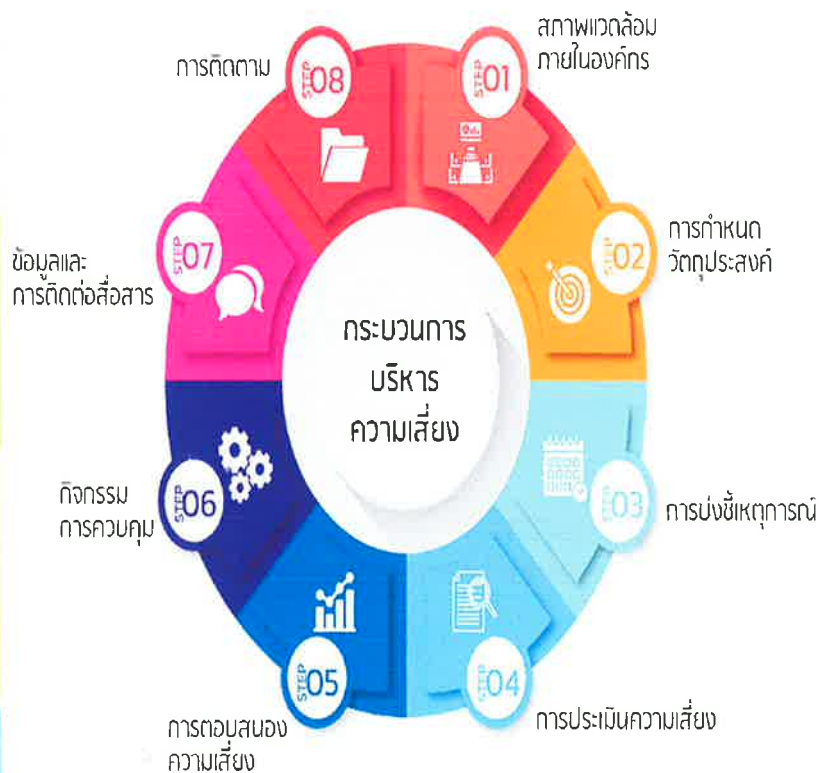 สภาพแวดล้อม
ภายในองค์กร
STEP 01
การกำหนด
วัตถุประสงค์
STEP 02
การบ่งชี้เหตุการณ์
STEP 03
การประเมินความเสี่ยง
STEP 04
การตอบสนอง
ความเสี่ยง
STEP 05
กิจกรรม
การควบคุม
STEP 06
ข้อมูลและ
การติดต่อสื่อสาร
STEP 07
การติดตาม
STEP 08
กระบวนการ
บริหาร
ความเสี่ยง